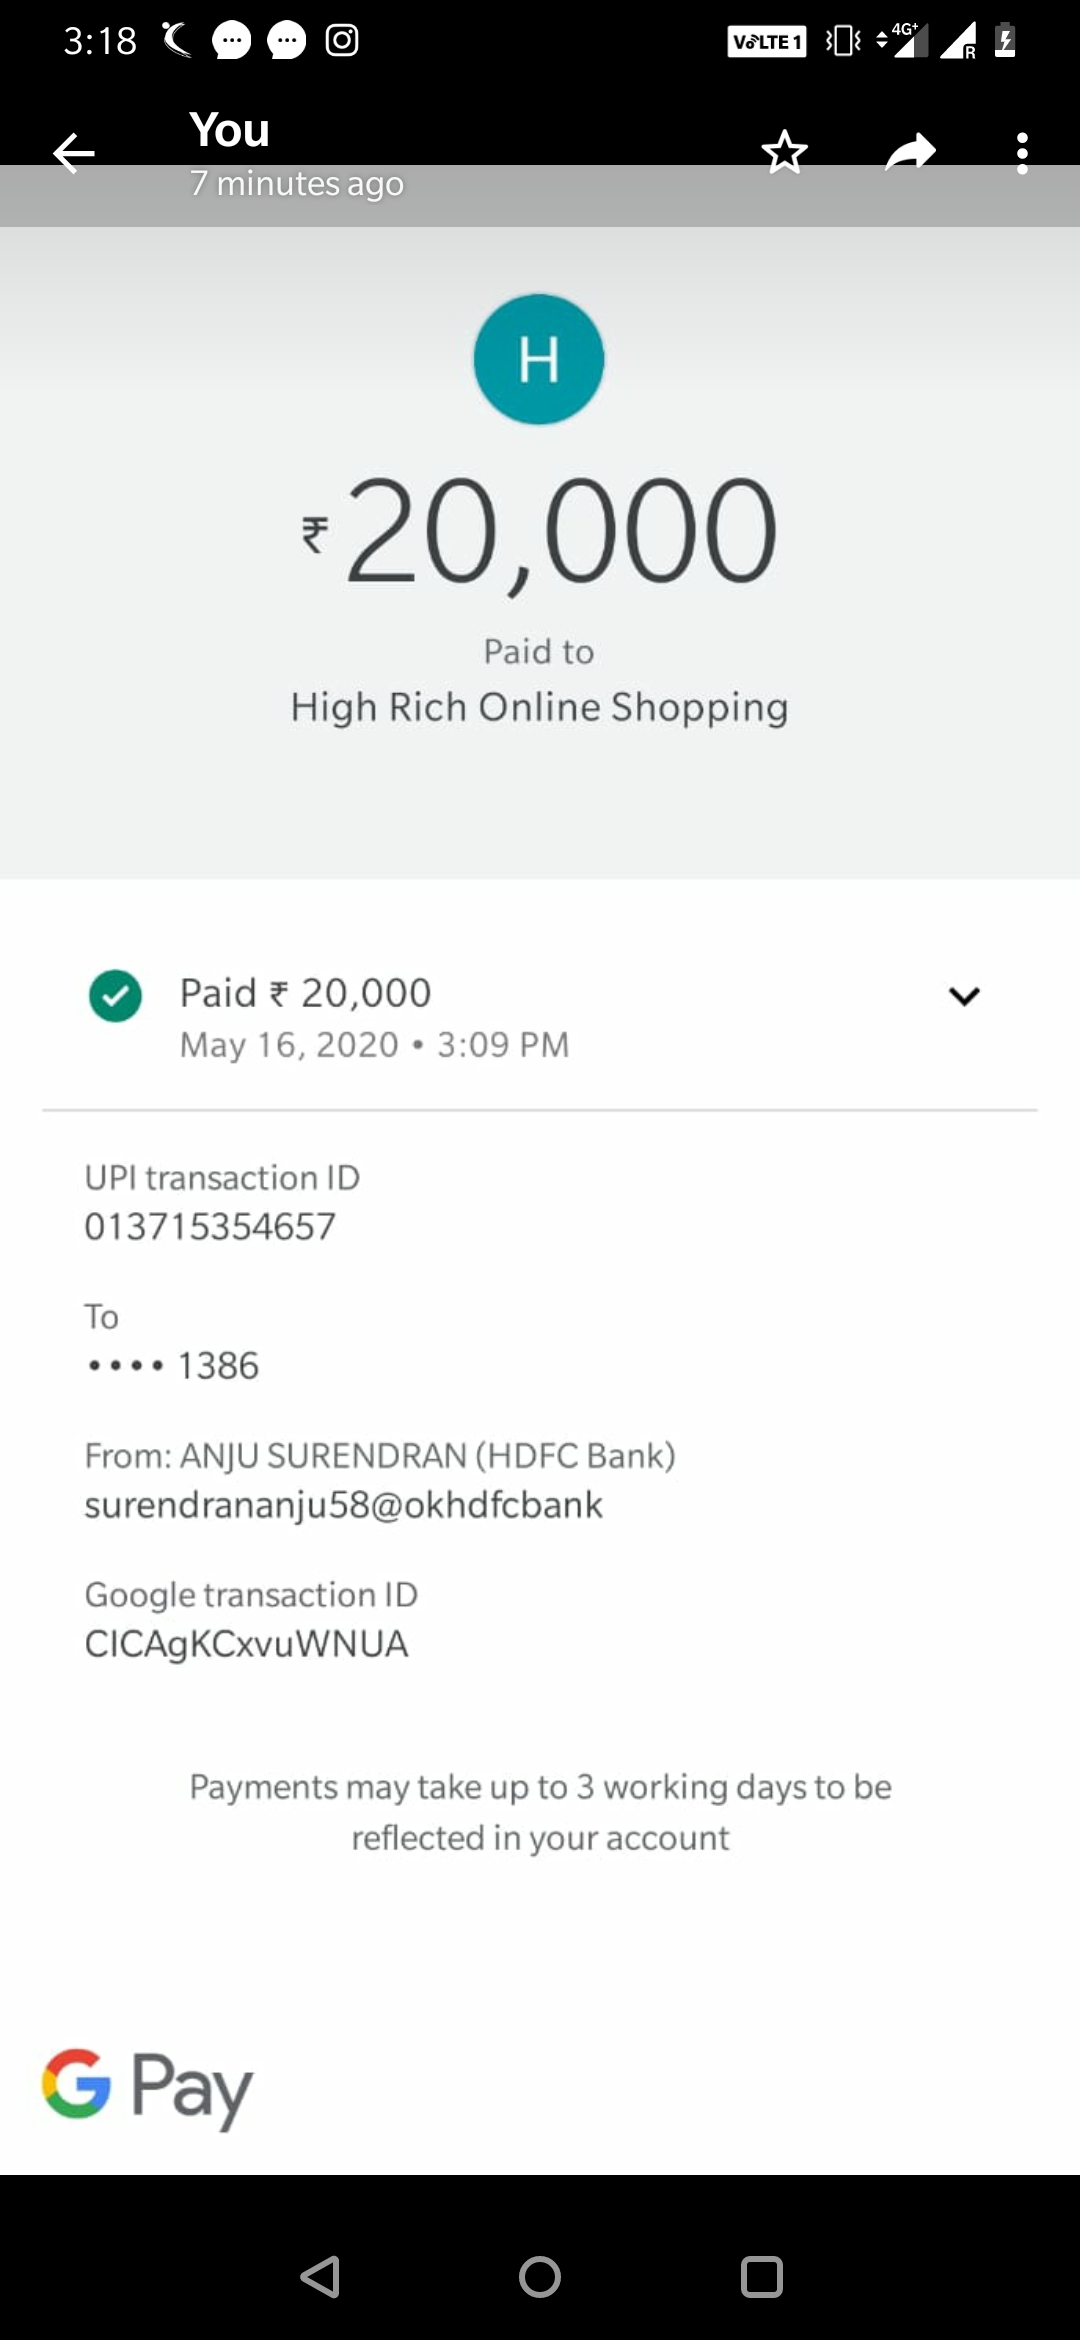 3:18
VoLTE 1
4G+
R
You
7 minutes ago
H
₹20,000
Paid to
High Rich Online Shopping
Paid ₹ 20,000
May 16, 2020 • 3:09 PM
UPI transaction ID
013715354657
To
•••• 1386
From: ANJU SURENDRAN (HDFC Bank)
surendrananju58@okhdfcbank
Google transaction ID
CICAgKCxvuWNUA
Payments may take up to 3 working days to be
reflected in your account
G Pay